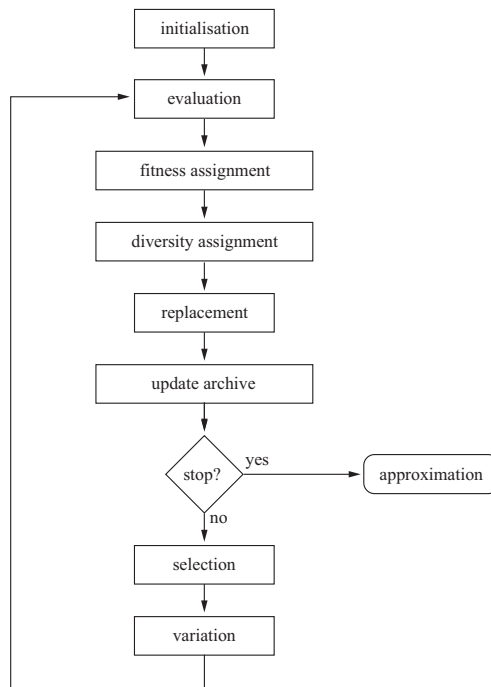 initialisation
evaluation
fitness assignment
diversity assignment
replacement
update archive
stop?
yes
approximation
no
selection
variation